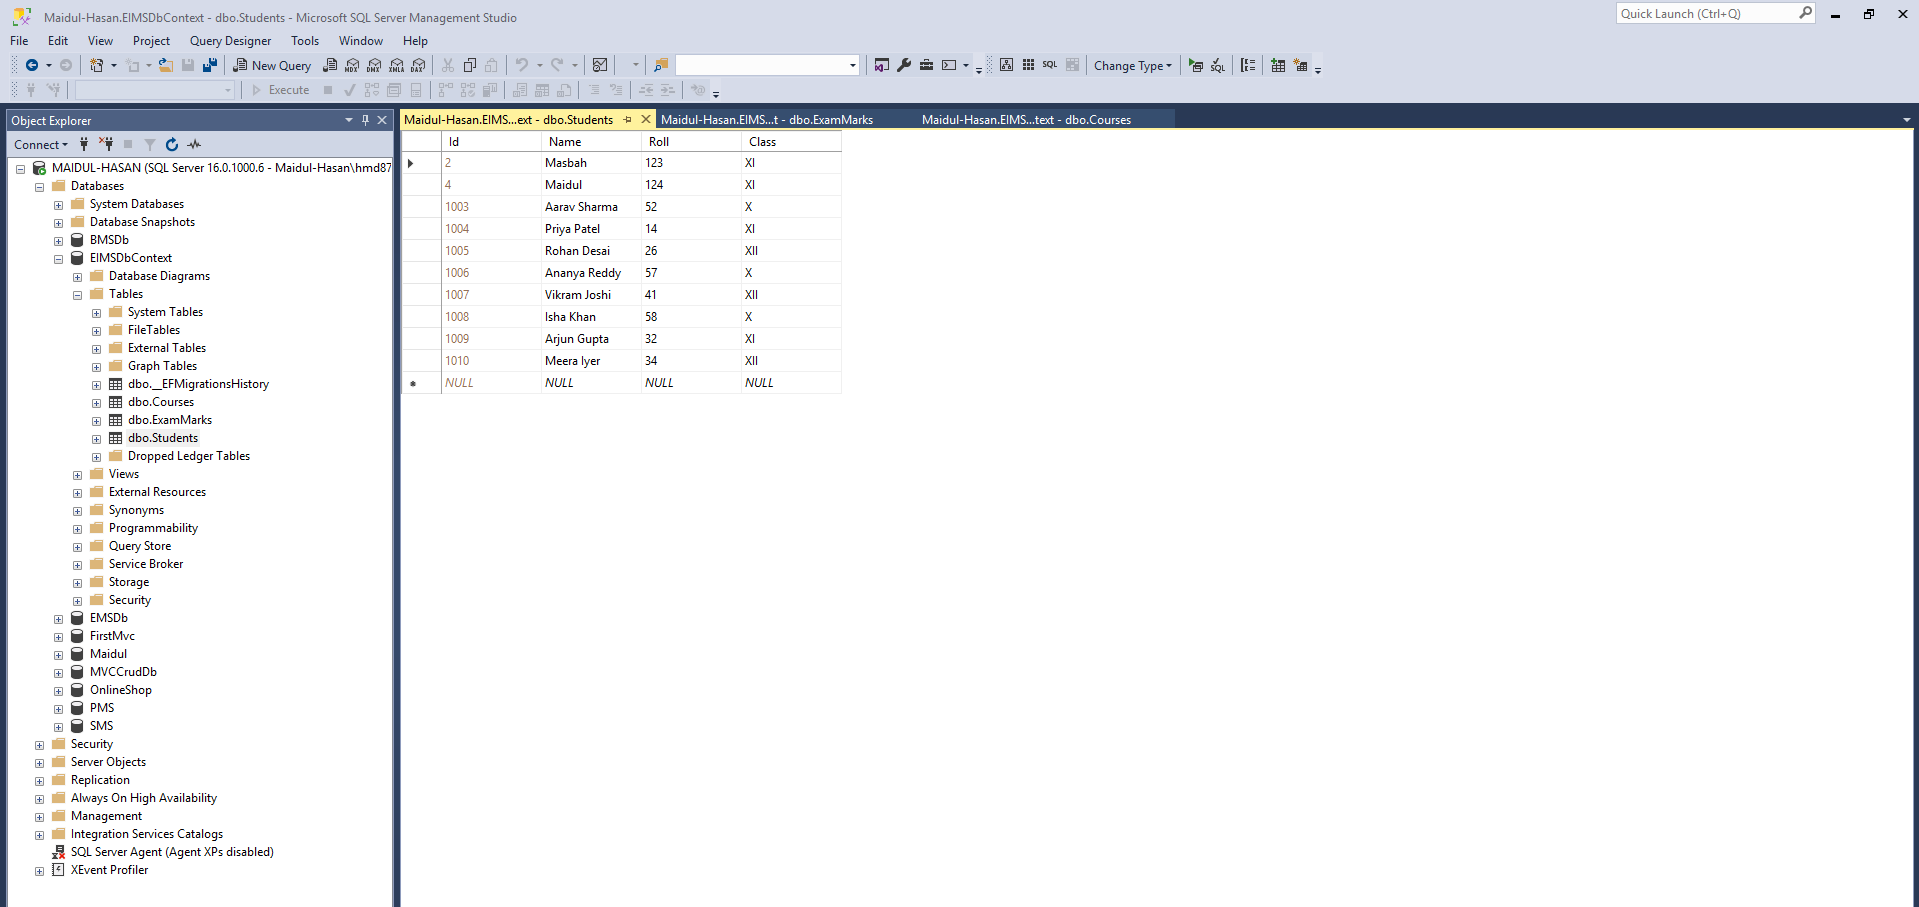 Maidul-Hasan.EIMSDbContext - dbo.Students - Microsoft SQL Server Management Studio
Quick Launch (Ctrl+Q)
File Edit View Project Query Designer Tools Window Help
New Query MDX DMX XMLA DAX SQL Change Type SQL
Execute
Object Explorer
Connect
MAIDUL-HASAN (SQL Server 16.0.1000.6 - Maidul-Hasan\hmd87
Databases
System Databases
Database Snapshots
BMSDb
EIMSDbContext
Database Diagrams
Tables
System Tables
FileTables
External Tables
Graph Tables
dbo.__EFMigrationsHistory
dbo.Courses
dbo.ExamMarks
dbo.Students
Dropped Ledger Tables
Views
External Resources
Synonyms
Programmability
Query Store
Service Broker
Storage
Security
EMSDb
FirstMvc
Maidul
MVCCrudDb
OnlineShop
PMS
SMS
Security
Server Objects
Replication
Always On High Availability
Management
Integration Services Catalogs
SQL Server Agent (Agent XPs disabled)
XEvent Profiler
Maidul-Hasan.EIMS...ext - dbo.Students Maidul-Hasan.EIMS...t - dbo.ExamMarks Maidul-Hasan.EIMS...text - dbo.Courses
Id Name Roll Class
2 Masbah 123 XI
4 Maidul 124 XI
1003 Aarav Sharma 52 X
1004 Priya Patel 14 XI
1005 Rohan Desai 26 XII
1006 Ananya Reddy 57 X
1007 Vikram Joshi 41 XII
1008 Isha Khan 58 X
1009 Arjun Gupta 32 XI
1010 Meera Iyer 34 XII
NULL NULL NULL NULL